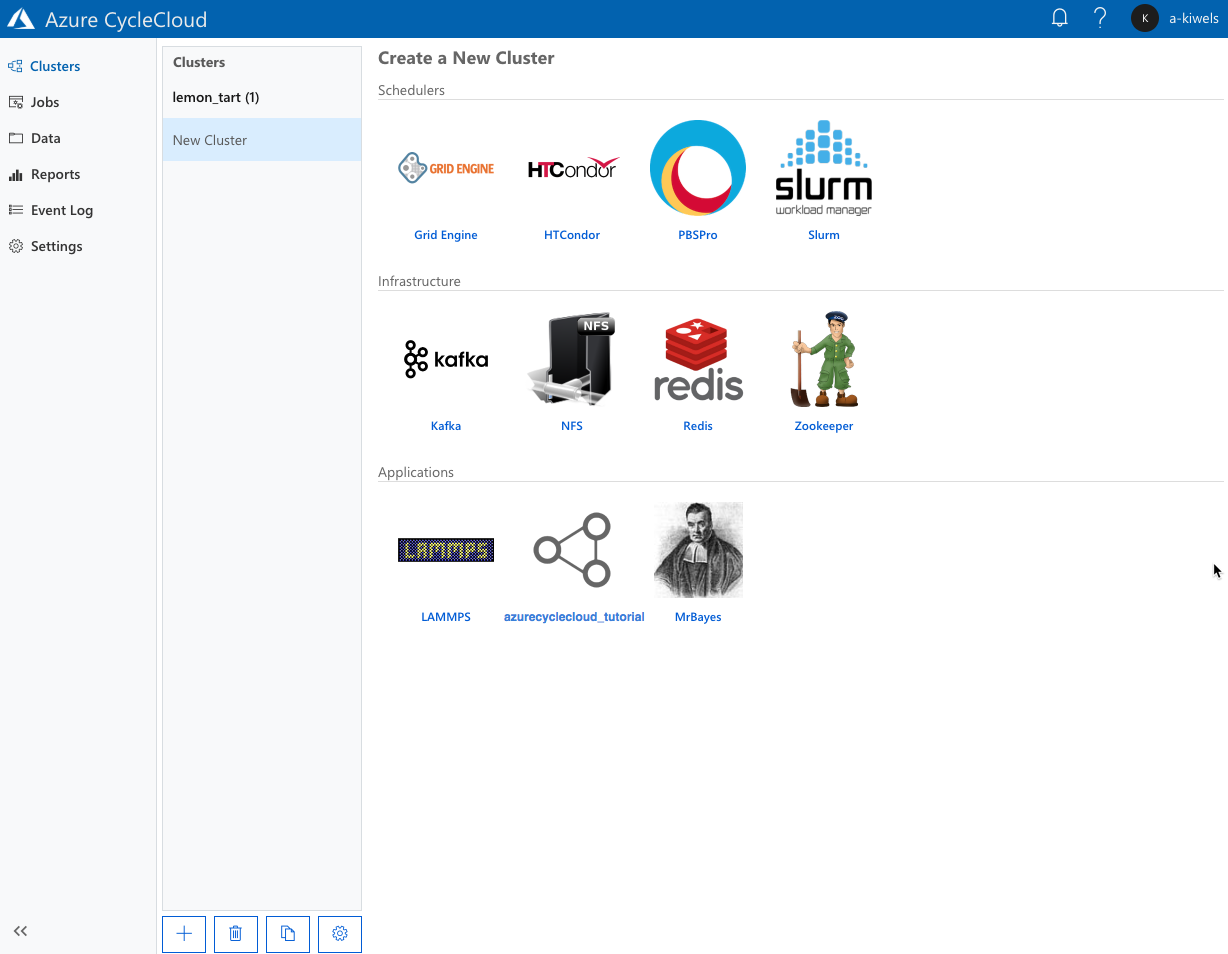 Azure CycleCloud
K
a-kiwels
Clusters
Jobs
Data
Reports
Event Log
Settings
Clusters
lemon_tart (1)
New Cluster
Create a New Cluster
Schedulers
GRID ENGINE
HTCondor
slurm
workload manager
Grid Engine
HTCondor
PBSPro
Slurm
Infrastructure
kafka
NFS
redis
ZOO
Kafka
NFS
Redis
Zookeeper
Applications
LAMMPS
LAMMPS
azurecyclecloud_tutorial
MrBayes